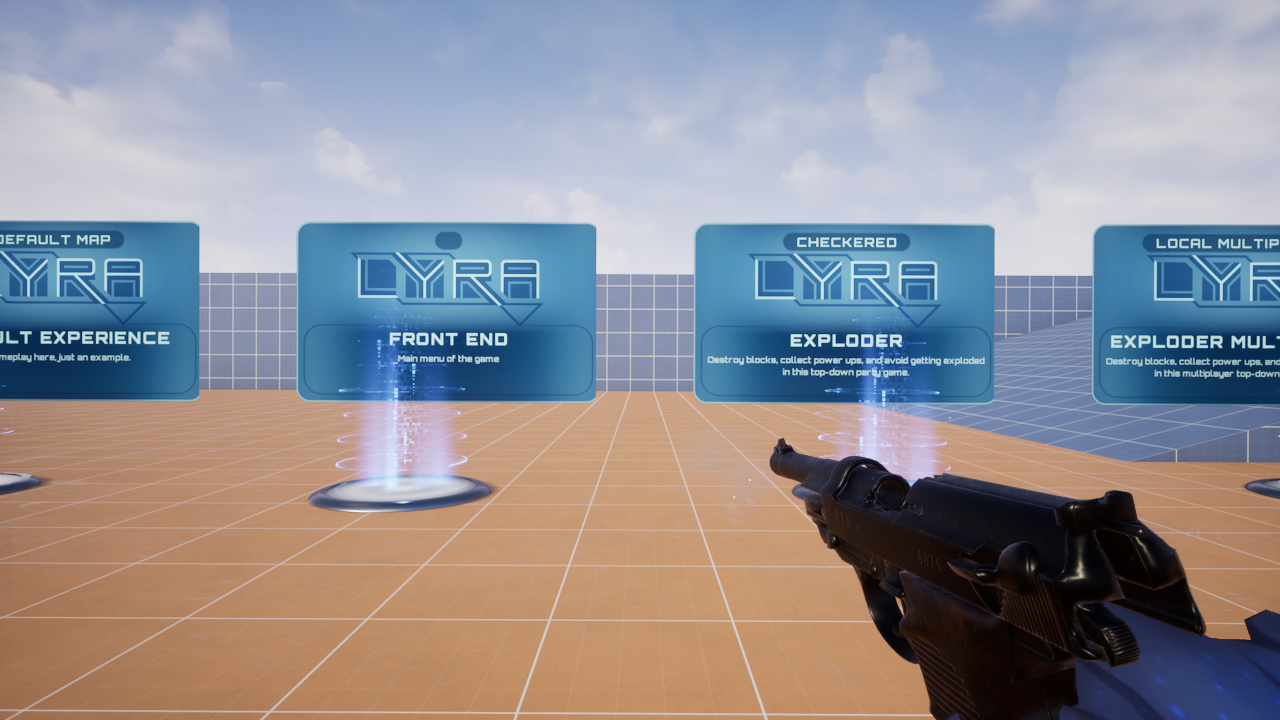 DEFAULT MAP
LYRA
ULT EXPERIENCE
meplay here, just an example.
LYRA
FRONT END
Main menu of the game
CHECKERED
LYRA
EXPLODER
Destroy blocks, collect power ups, and avoid getting exploded
in this top-down party game.
LOCAL MULTIP
LYR
EXPLODER MULT
Destroy blocks, collect power ups, and
in this multiplayer top-down
6075